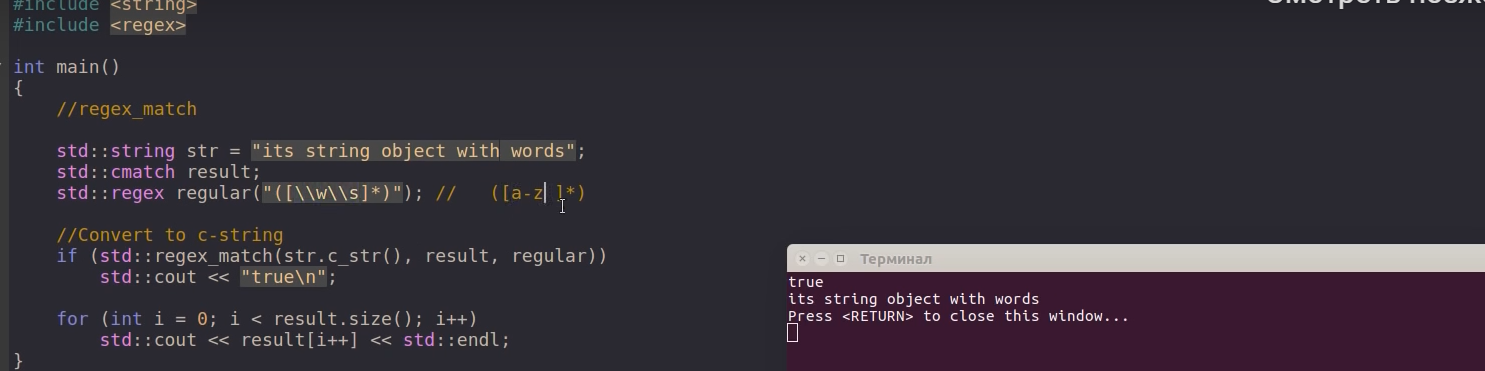 #include <string>
Смотреть позже
#include <regex>
int main()
{
//regex_match
std::string str = "its string object with words";
std::cmatch result;
std::regex regular("([\\w\\s]*)"); // ([a-z ]*)
//Convert to c-string
if (std::regex_match(str.c_str(), result, regular))
std::cout << "true\n";
for (int i = 0; i < result.size(); i++)
std::cout << result[i++] << std::endl;
}
Терминал
true
its string object with words
Press <RETURN> to close this window...